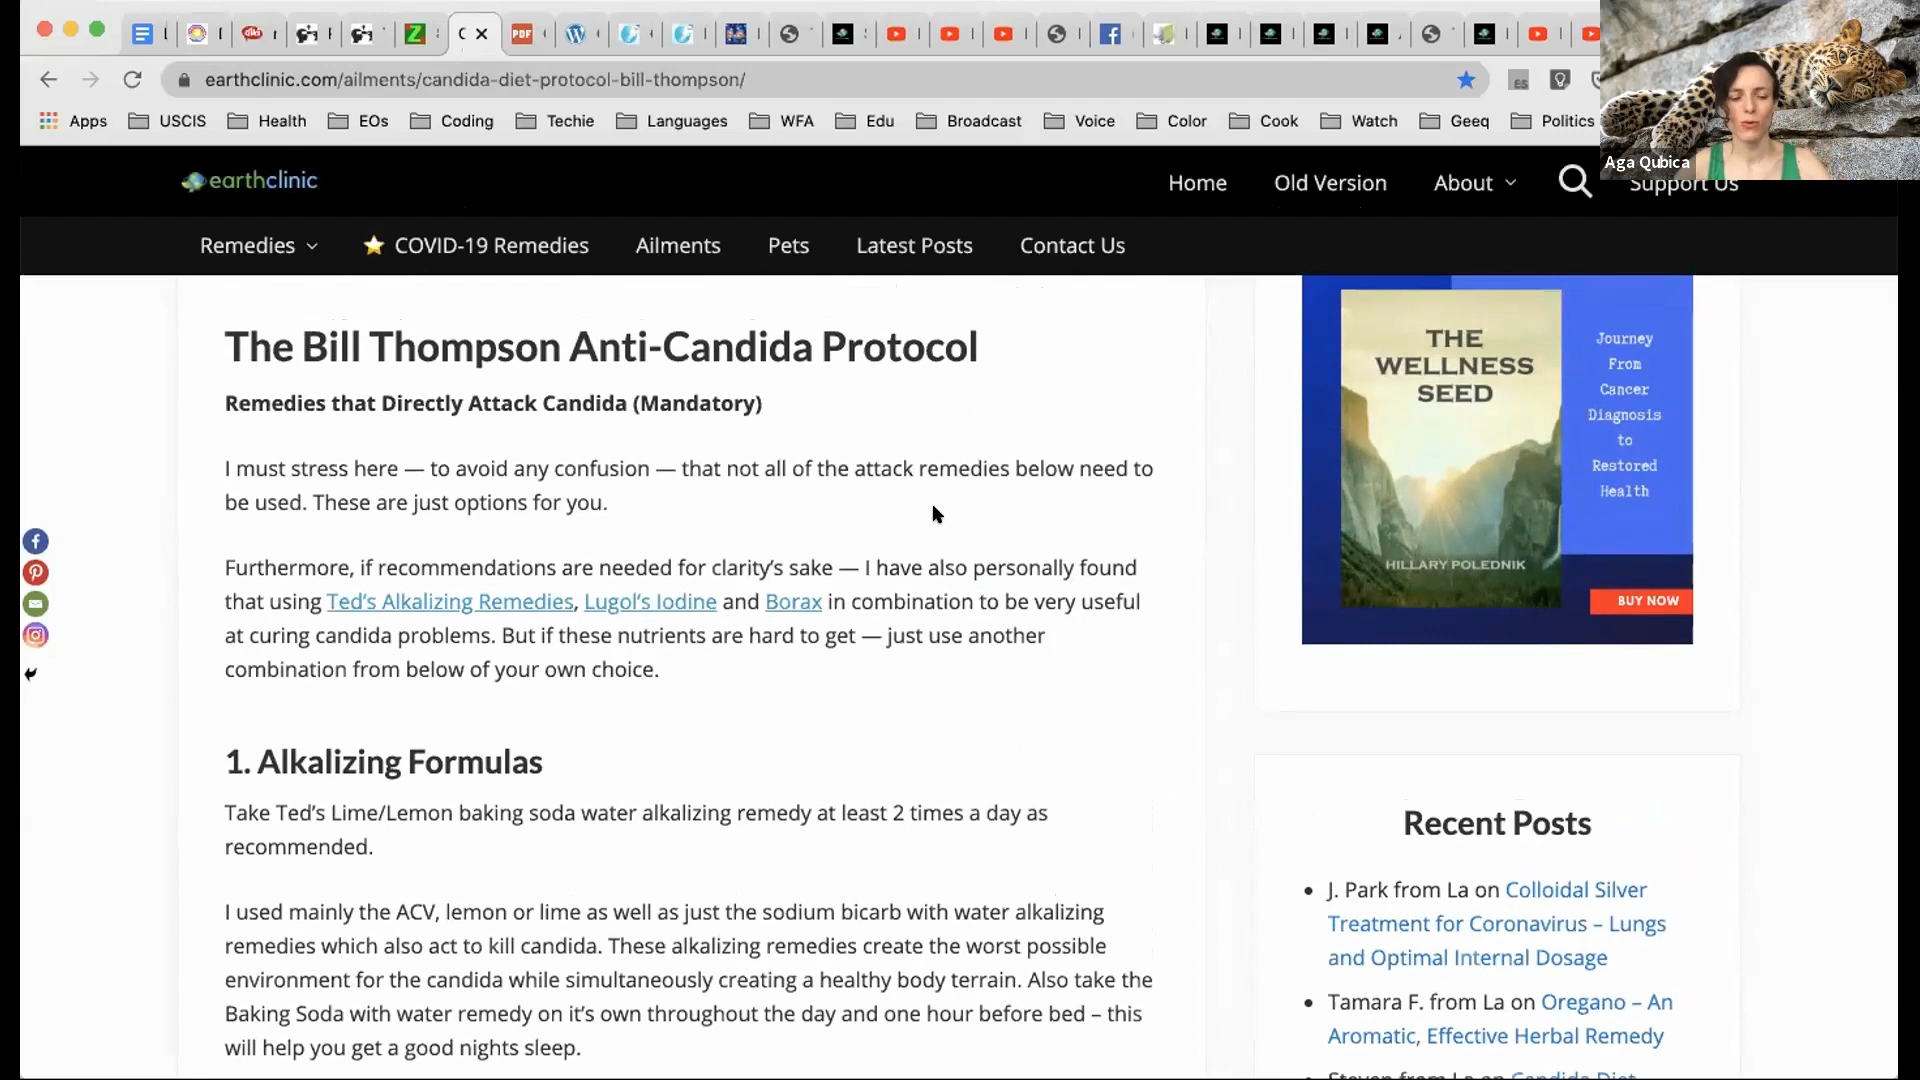 earthclinic.com/ailments/candida-diet-protocol-bill-thompson/
Apps USCIS Health EOs Coding Techie Languages WFA Edu Broadcast Voice Color Cook Watch Geeq Politics
Aga Qubica
earthclinic
Home Old Version About Support Us
Remedies COVID-19 Remedies Ailments Pets Latest Posts Contact Us
The Bill Thompson Anti-Candida Protocol
Remedies that Directly Attack Candida (Mandatory)
I must stress here — to avoid any confusion — that not all of the attack remedies below need to
be used. These are just options for you.
Furthermore, if recommendations are needed for clarity’s sake — I have also personally found
that using Ted’s Alkalizing Remedies, Lugol’s Iodine and Borax in combination to be very useful
at curing candida problems. But if these nutrients are hard to get — just use another
combination from below of your own choice.
1. Alkalizing Formulas
Take Ted’s Lime/Lemon baking soda water alkalizing remedy at least 2 times a day as
recommended.
I used mainly the ACV, lemon or lime as well as just the sodium bicarb with water alkalizing
remedies which also act to kill candida. These alkalizing remedies create the worst possible
environment for the candida while simultaneously creating a healthy body terrain. Also take the
Baking Soda with water remedy on it’s own throughout the day and one hour before bed – this
will help you get a good nights sleep.
THE
WELLNESS
SEED
HILLARY POLEDNIK
Journey
From
Cancer
Diagnosis
to
Restored
Health
BUY NOW
Recent Posts
J. Park from La on Colloidal Silver
Treatment for Coronavirus – Lungs
and Optimal Internal Dosage
Tamara F. from La on Oregano – An
Aromatic, Effective Herbal Remedy